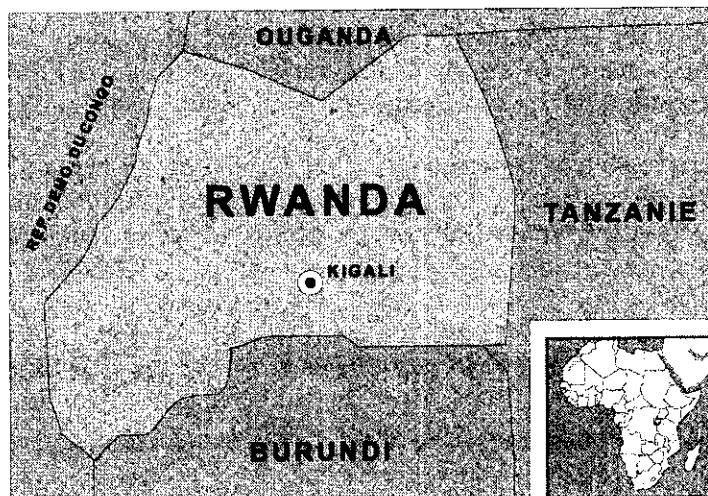 OUGANDA
REP. DEMO. DU CONGO
RWANDA
TANZANIE
KIGALI
BURUNDI